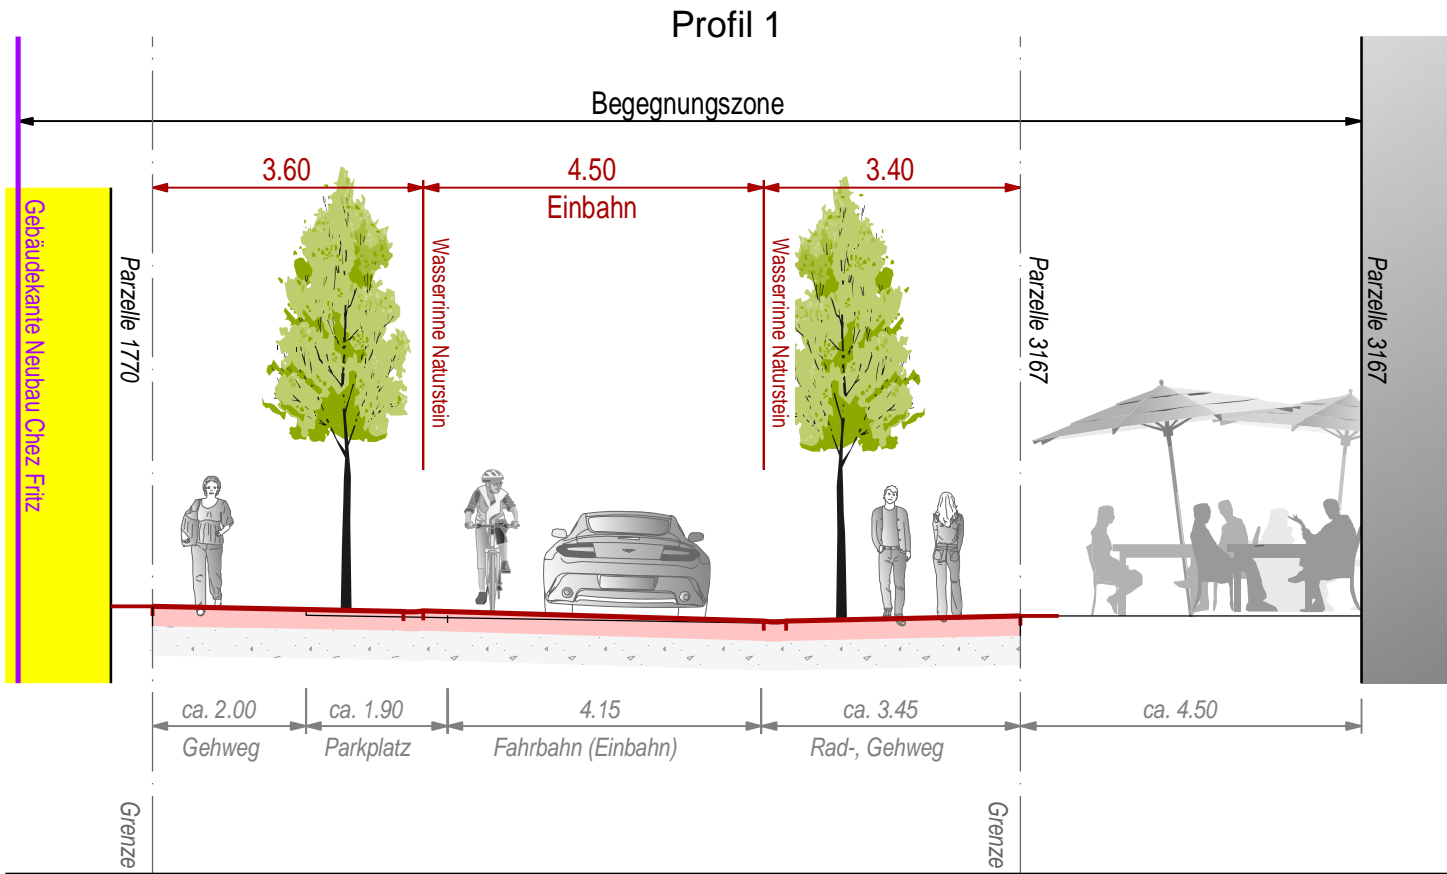 Profil 1
Begegnungszone
3.60
4.50
3.40
Einbahn
Gebäudekante Neubau Chez Fritz
Parzelle 1770
Wasserrinne Naturstein
Wasserrinne Naturstein
Parzelle 3167
Parzelle 3167
ca. 2.00
ca. 1.90
4.15
ca. 3.45
ca. 4.50
Gehweg
Parkplatz
Fahrbahn (Einbahn)
Rad-, Gehweg
Grenze
Grenze